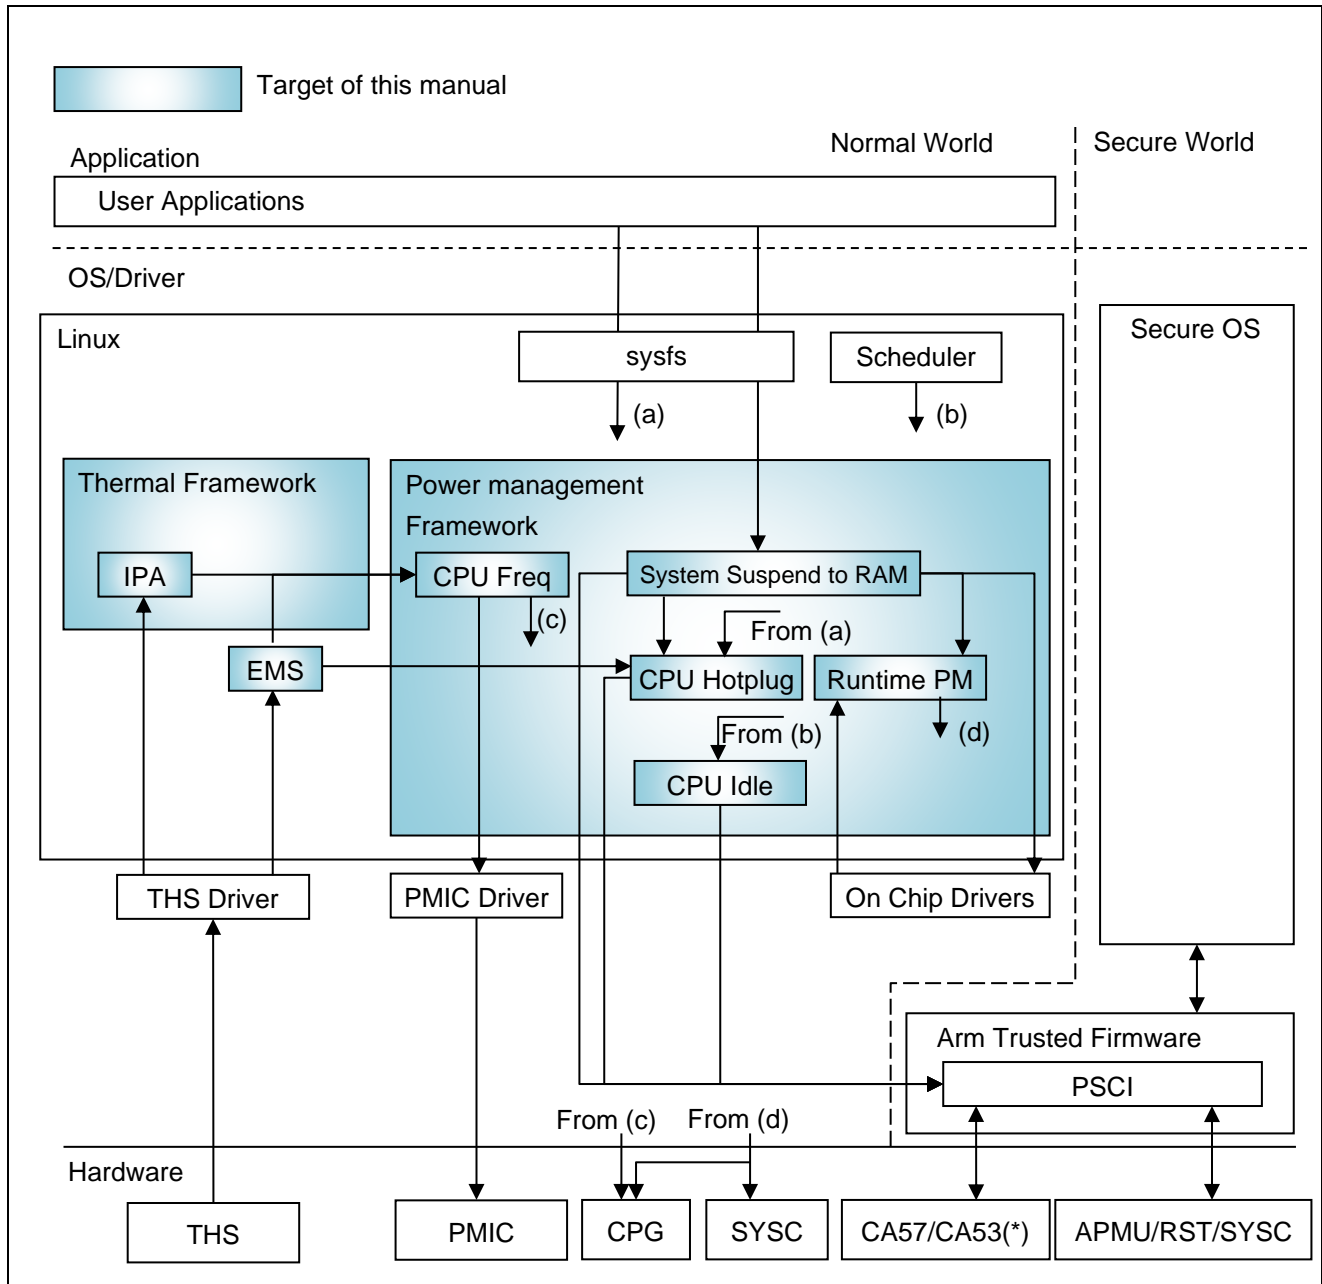 Target of this manual
Normal World
Secure World
Application
User Applications
OS/Driver
Linux
sysfs
Scheduler
Secure OS
(a)
(b)
Thermal Framework
Power management
Framework
IPA
CPU Freq
System Suspend to RAM
(c)
From (a)
EMS
CPU Hotplug
Runtime PM
From (b)
(d)
CPU Idle
THS Driver
PMIC Driver
On Chip Drivers
Arm Trusted Firmware
PSCI
From (c)
From (d)
Hardware
THS
PMIC
CPG
SYSC
CA57/CA53(*)
APMU/RST/SYSC